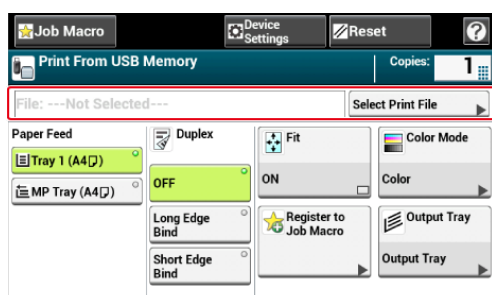 Job Macro
Device
Settings
Reset
?
Print From USB Memory
Copies:
1
File: ---Not Selected---
Select Print File
Paper Feed
Tray 1 (A4)
MP Tray (A4)
Duplex
OFF
Long Edge
Bind
Short Edge
Bind
Fit
ON
Register to
Job Macro
Color Mode
Color
Output Tray
Output Tray